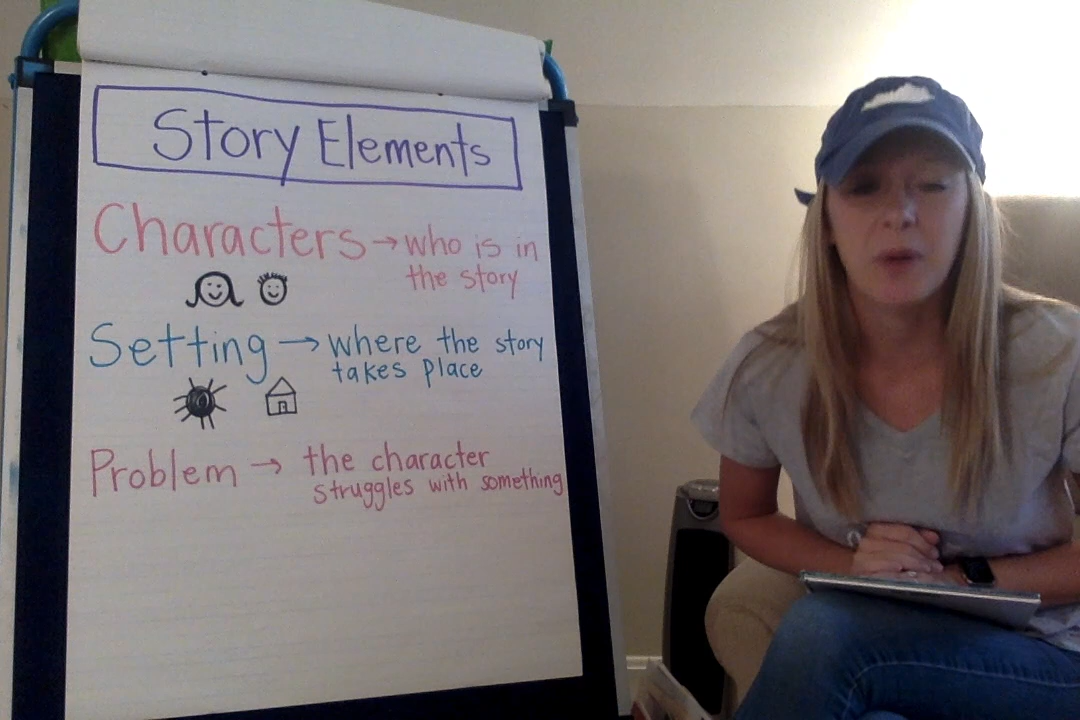 Story Elements
Characters → who is in
the story
Setting → where the story
takes place
Problem → the character
struggles with something